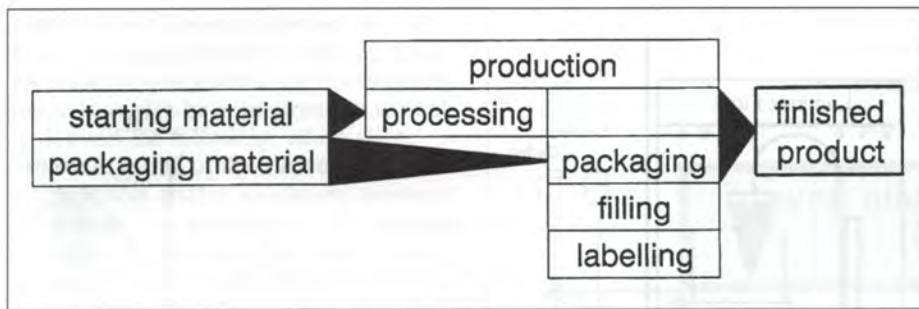 production
starting material
processing
finished
product
packaging material
packaging
filling
labelling